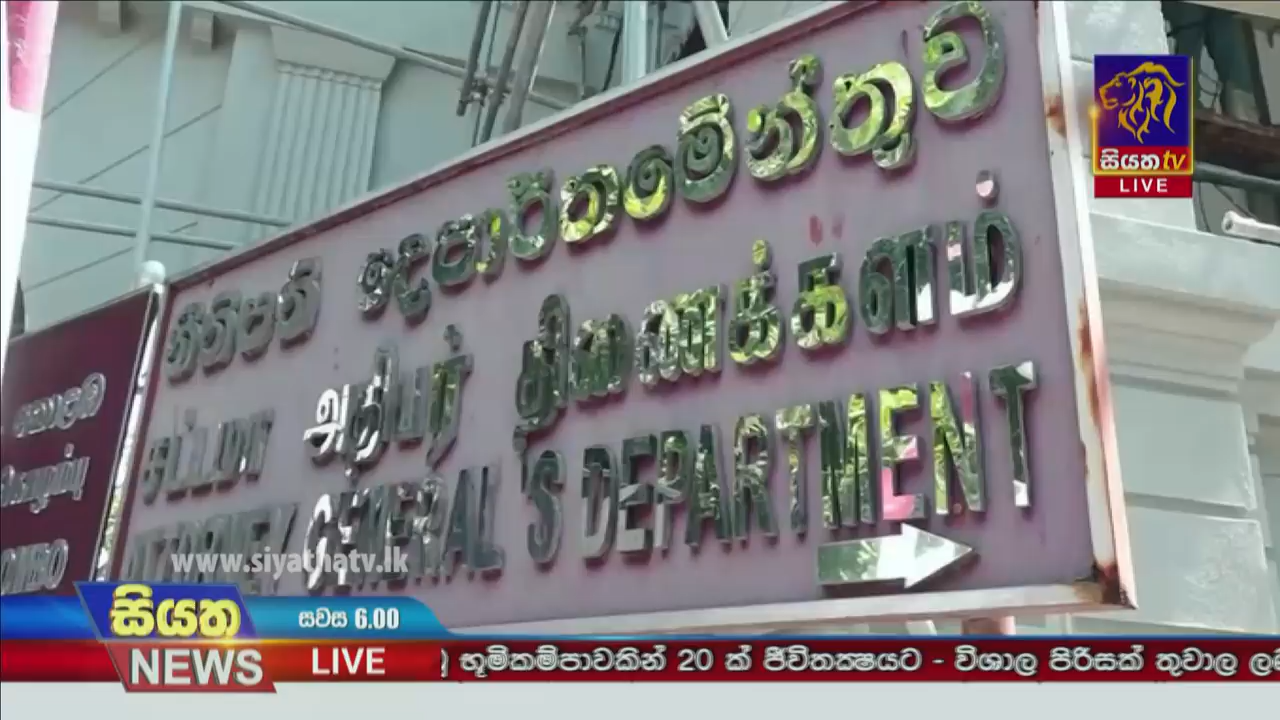 සියත tv
LIVE
නීතිපති දෙපාර්තමේන්තුව
சட்டமா அதிபர் திணைக்களம்
ATTORNEY GENERAL'S DEPARTMENT
www.siyathatv.lk
සියත
සවස 6.00
NEWS
LIVE
භූමිකම්පාවකින් 20 ක් ජීවිතක්ෂයට - විශාල පිරිසක් තුවාල